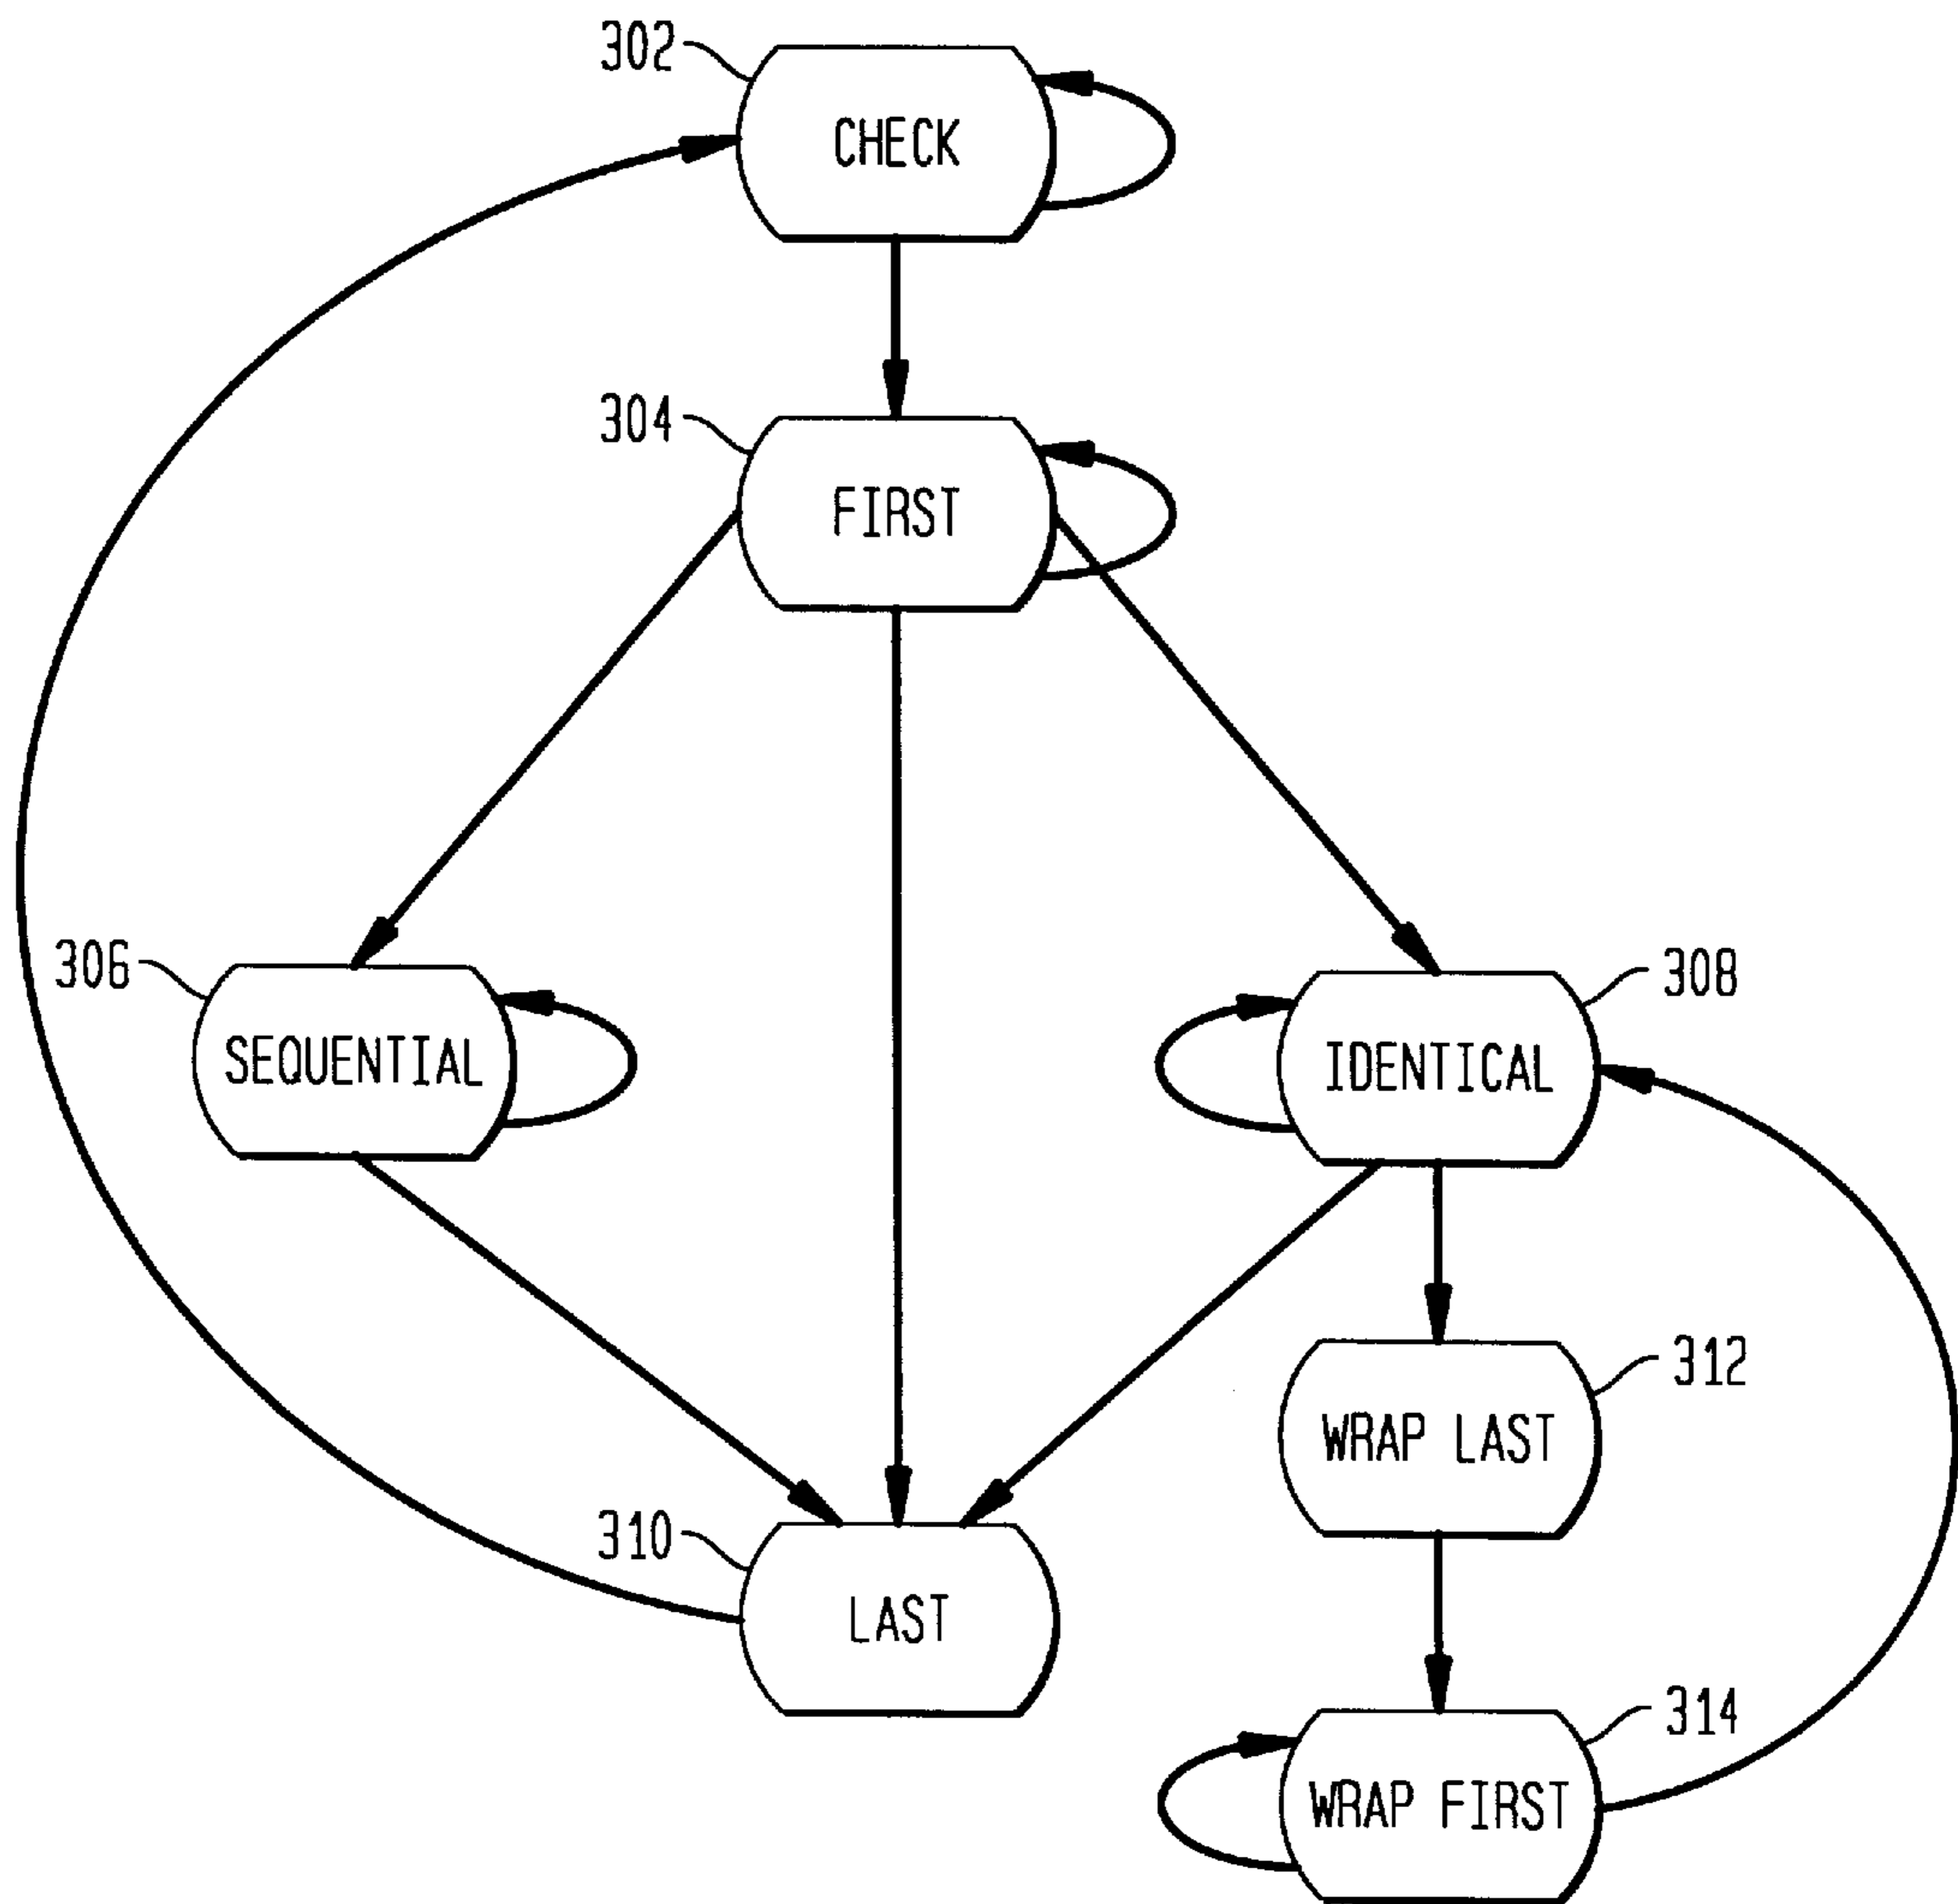 302
CHECK
304
FIRST
306
SEQUENTIAL
308
IDENTICAL
312
WRAP LAST
310
LAST
314
WRAP FIRST